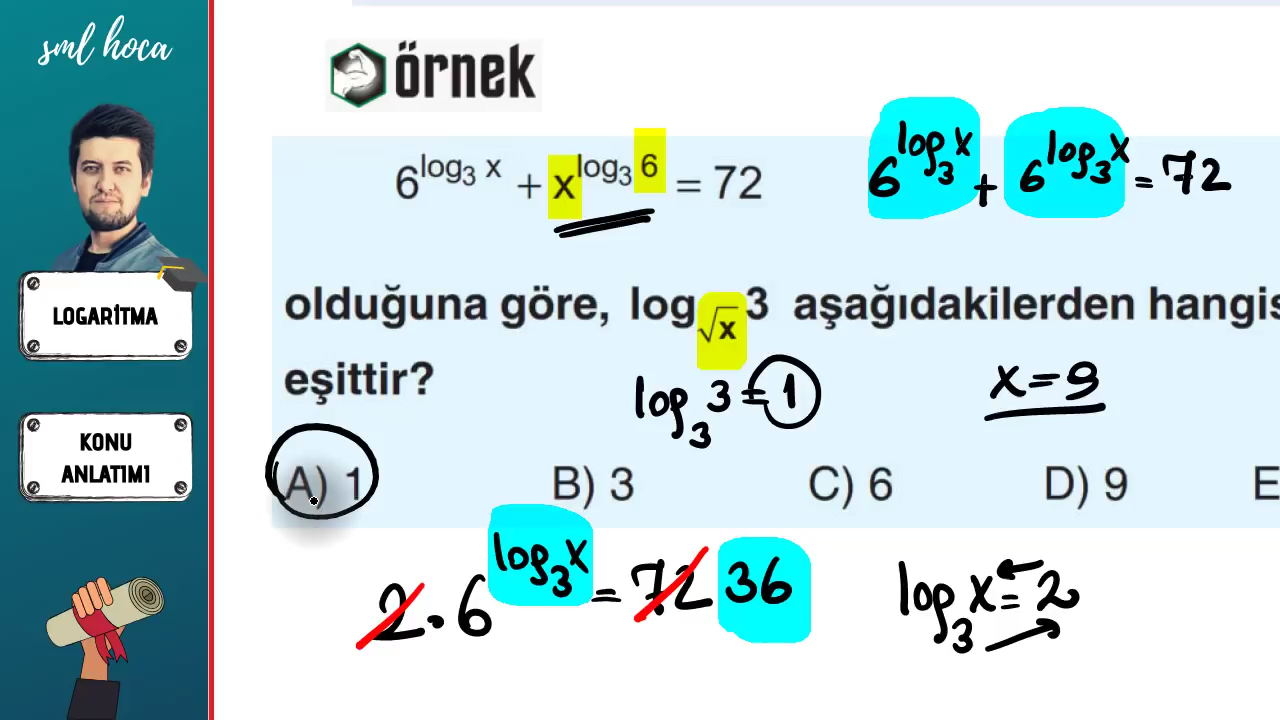 sml hoca
LOGARİTMA
KONU
ANLATIMI
örnek
6^{log_3 x} + x^{log_3 6} = 72
6^{log_3 x} + 6^{log_3 x} = 72
olduğuna göre, log_{√x} 3 aşağıdakilerden hangis
eşittir?
log_3 3 = 1
x = 9
A) 1 B) 3 C) 6 D) 9 E
2 . 6^{log_3 x} = 72 36
log_3 x = 2